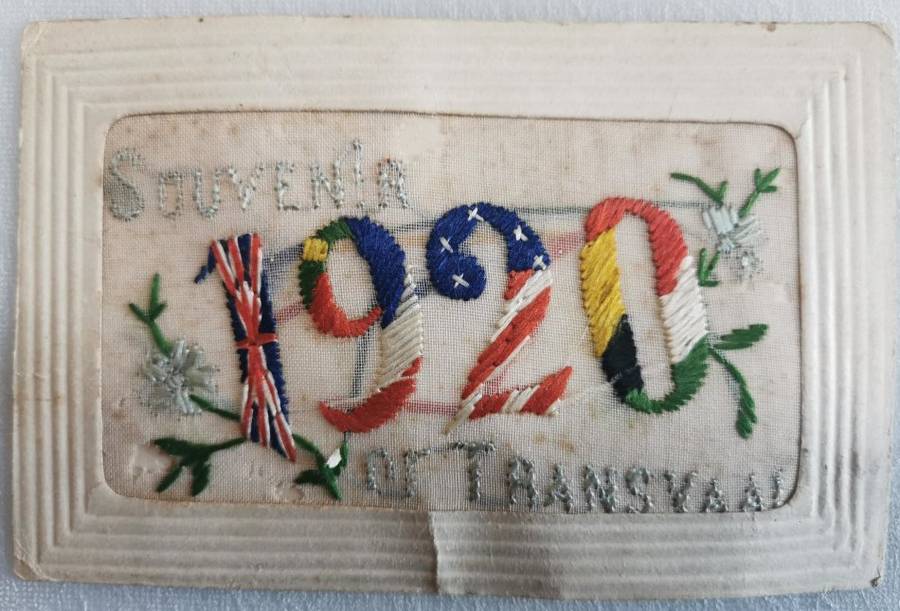 SOUVENIR
1920
OF TRANSVAAL